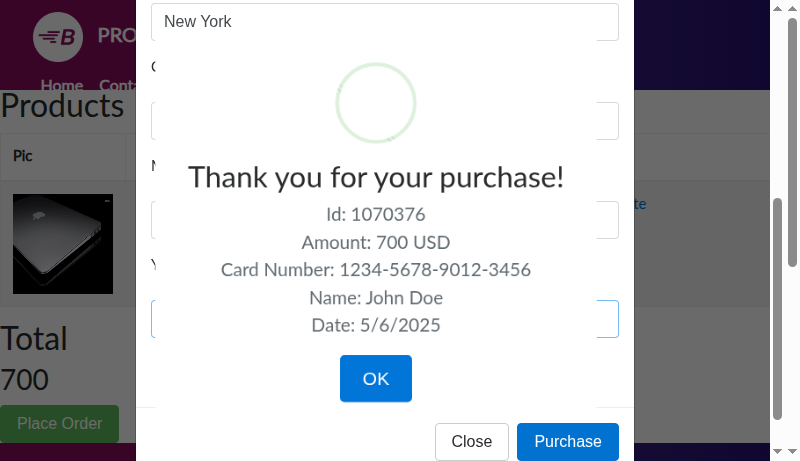 New York
PRO
Home Conta
Products
Pic
Thank you for your purchase!
Id: 1070376
Amount: 700 USD
Card Number: 1234-5678-9012-3456
Name: John Doe
Date: 5/6/2025
OK
Total
700
Place Order
Close Purchase